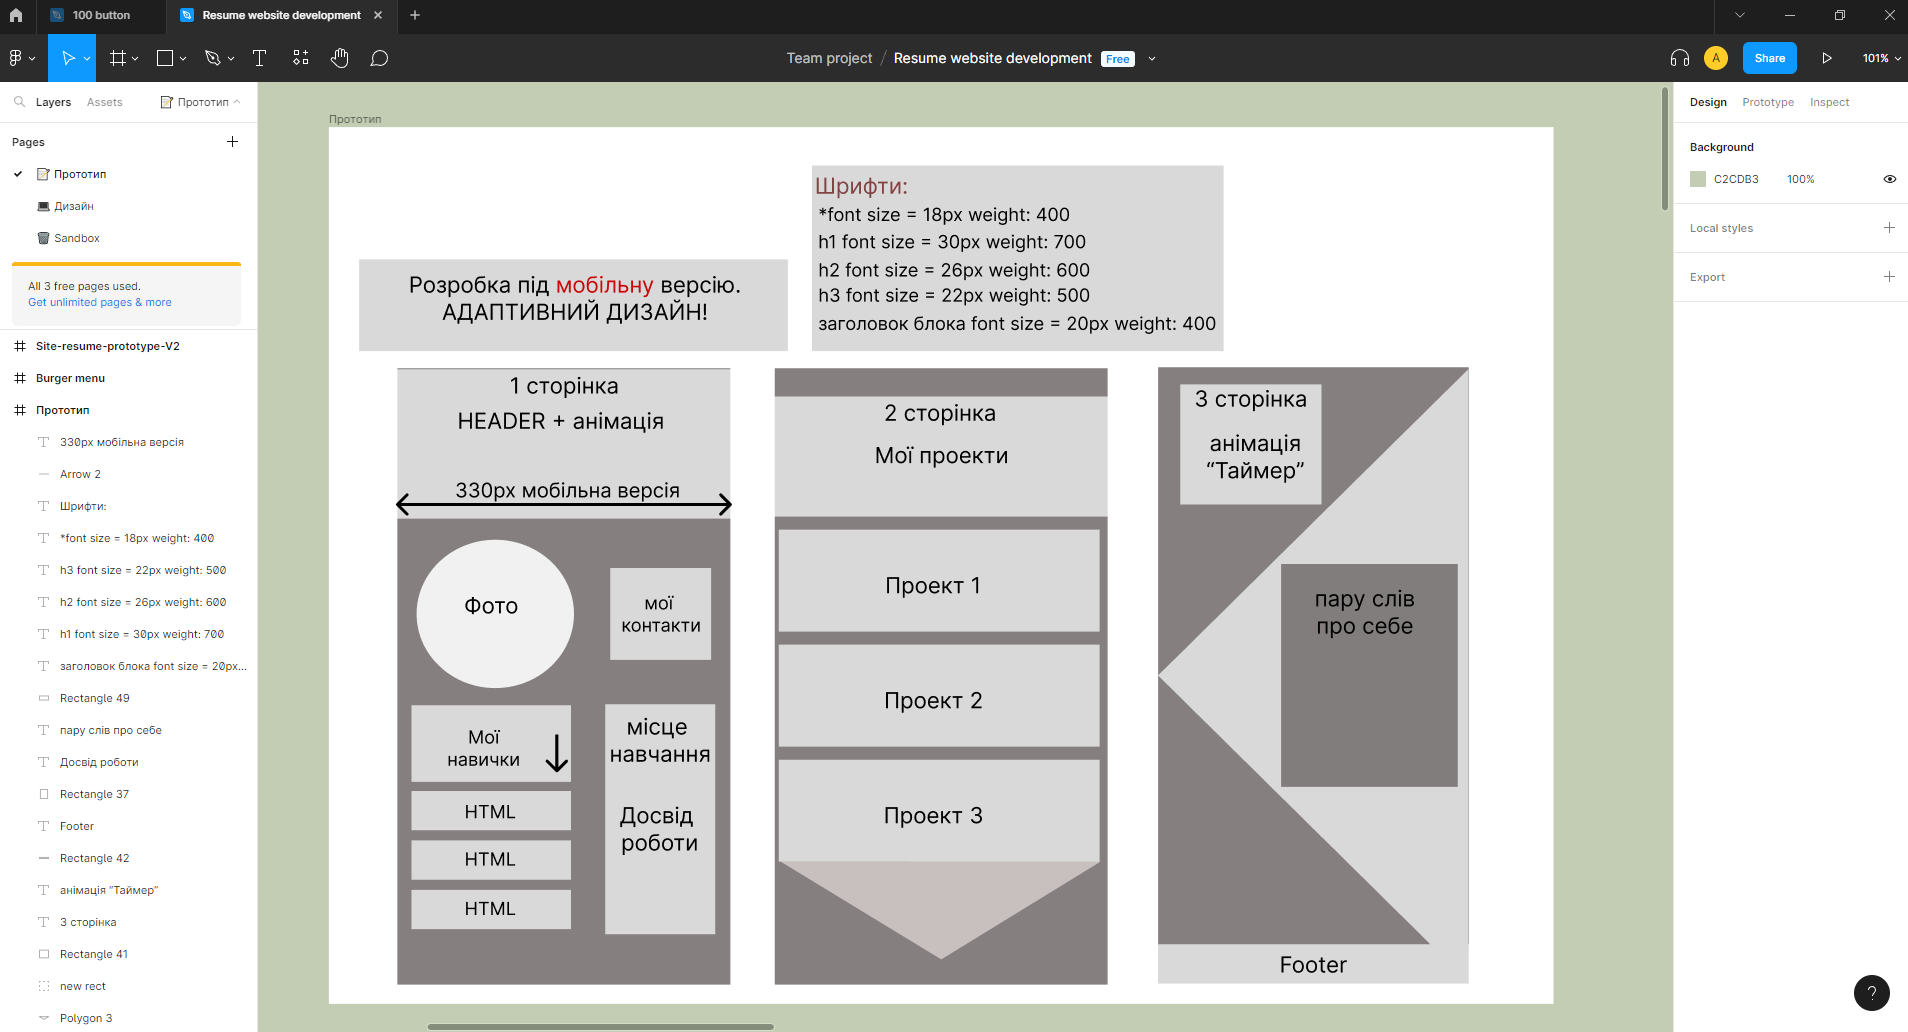 100 button
Resume website development
Team project / Resume website development Free
A
Share
101%
Layers Assets Прототип
Pages
Прототип
Дизайн
Sandbox
All 3 free pages used.
Get unlimited pages & more
Site-resume-prototype-V2
Burger menu
Прототип
330px мобільна версія
Arrow 2
Шрифти:
*font size = 18px weight: 400
h3 font size = 22px weight: 500
h2 font size = 26px weight: 600
h1 font size = 30px weight: 700
заголовок блока font size = 20px...
Rectangle 49
пару слів про себе
Досвід роботи
Rectangle 37
Footer
Rectangle 42
анімація “Таймер”
3 сторінка
Rectangle 41
new rect
Polygon 3
Прототип
Розробка під мобільну версію.
АДАПТИВНИЙ ДИЗАЙН!
Шрифти:
*font size = 18px weight: 400
h1 font size = 30px weight: 700
h2 font size = 26px weight: 600
h3 font size = 22px weight: 500
заголовок блока font size = 20px weight: 400
1 сторінка
HEADER + анімація
330px мобільна версія
Фото
мої
контакти
Мої
навички
HTML
HTML
HTML
місце
навчання
Досвід
роботи
2 сторінка
Мої проекти
Проект 1
Проект 2
Проект 3
3 сторінка
анімація
“Таймер”
пару слів
про себе
Footer
Design Prototype Inspect
Background
C2CDB3 100%
Local styles
Export
?